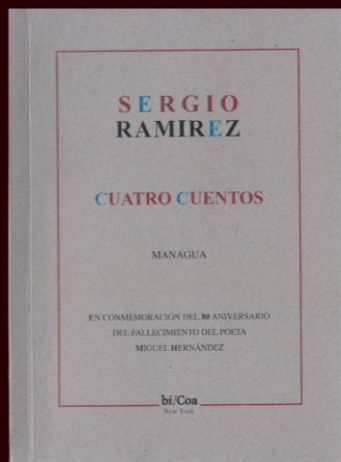 SERGIO
RAMIREZ
CUATRO CUENTOS
MANAGUA
EN CONMEMORACIÓN DEL 80 ANIVERSARIO
DEL FALLECIMIENTO DEL POETA
MIGUEL HERNÁNDEZ
bi/Coa
New York